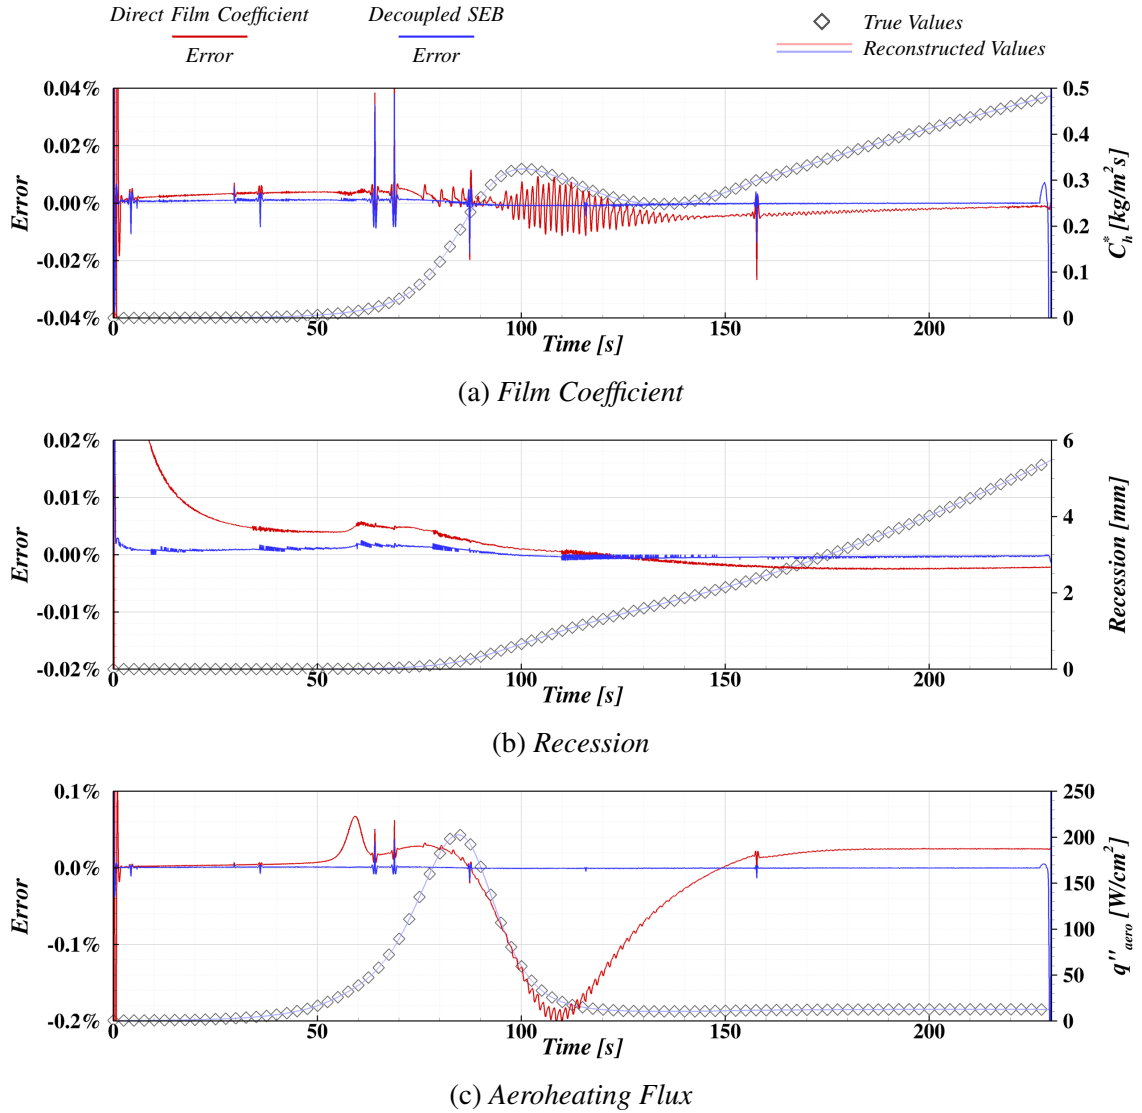 Direct Film Coefficient Decoupled SEB True Values
Error Error Reconstructed Values
0.04% 0.5
0.02% 0.4
0.00% 0.3
-0.02% 0.2
-0.04% 0.1
0
Error
C*h [kg/m²s]
0 50 100 150 200
Time [s]
(a) Film Coefficient
0.02% 6
0.01% 4
0.00% 2
-0.01% 0
-0.02%
Error
Recession [mm]
0 50 100 150 200
Time [s]
(b) Recession
0.1% 250
0.0% 200
-0.1% 150
-0.2% 100
50
0
Error
q''aero [W/cm²]
0 50 100 150 200
Time [s]
(c) Aeroheating Flux